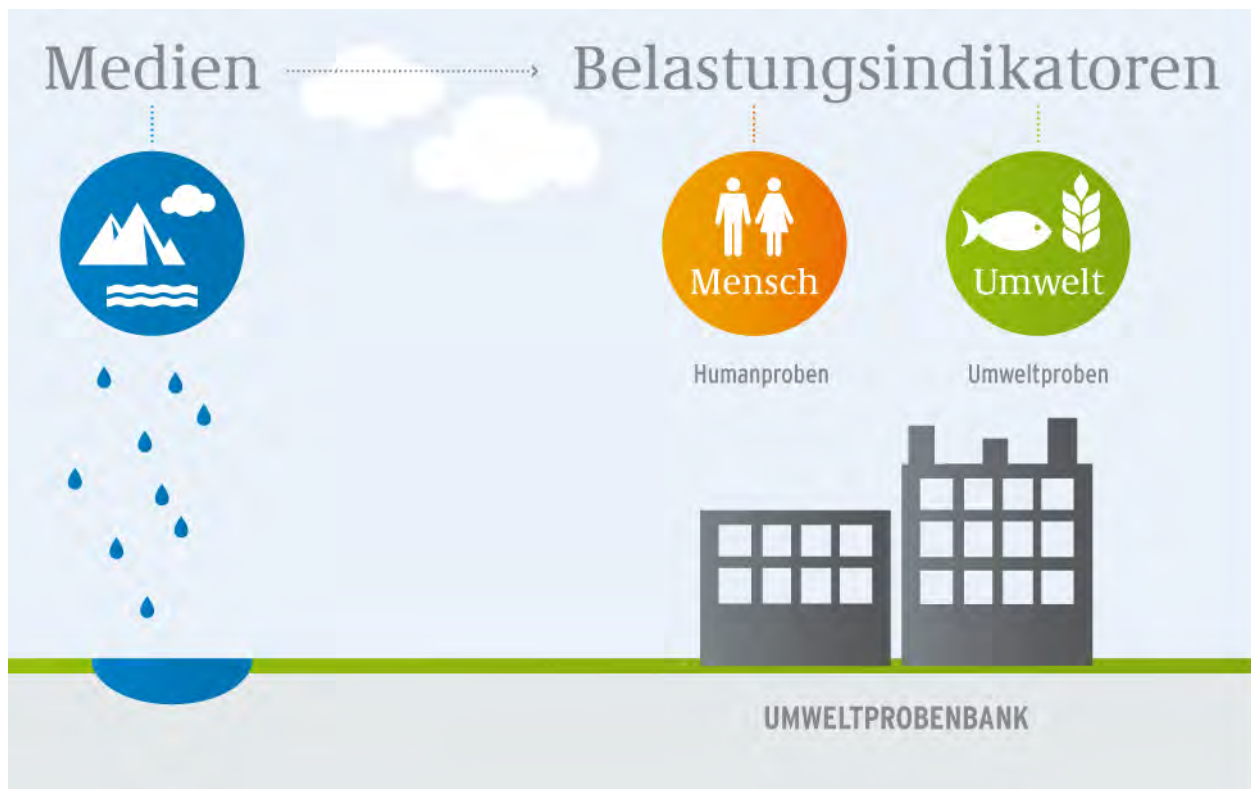 Medien
Belastungsindikatoren
Mensch
Umwelt
Humanproben
Umweltproben
UMWELTPROBENBANK